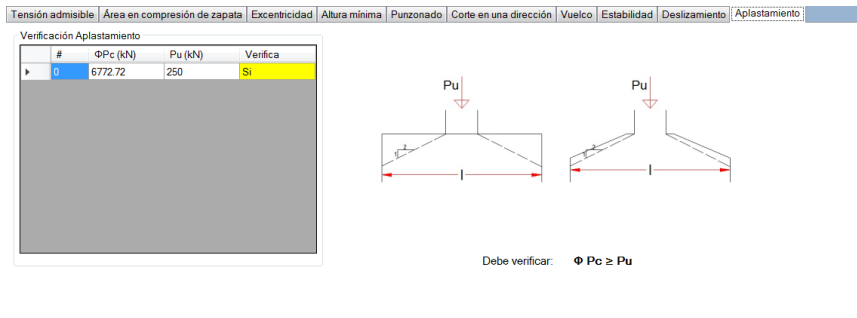 Tensión admisible Área en compresión de zapata Excentricidad Altura mínima Punzonado Corte en una dirección Vuelco Estabilidad Deslizamiento Aplastamiento
Verificación Aplastamiento
# ΦPc (kN) Pu (kN) Verifica
0 6772.72 250 Si
Pu Pu
1 2 1 2
l l
Debe verificar: Φ Pc ≥ Pu